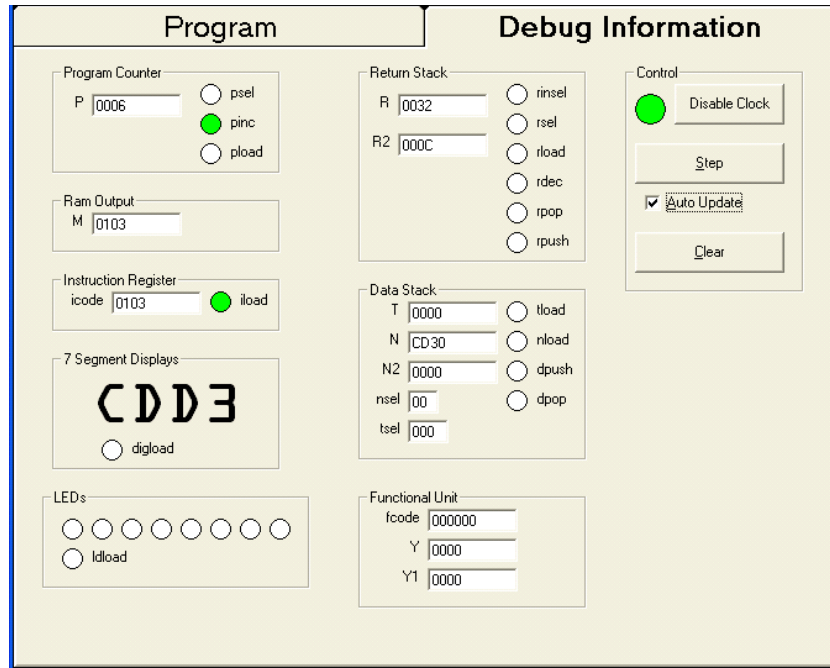 Program
Debug Information
Program Counter
P 0006
psel
pinc
pload
Ram Output
M 0103
Instruction Register
icode 0103
iload
7 Segment Displays
CDD3
digload
LEDs
ldload
Return Stack
R 0032
R2 000C
rinsel
rsel
rload
rdec
rpop
rpush
Data Stack
T 0000
tload
N CD30
nload
N2 0000
dpush
nsel 00
dpop
tsel 000
Functional Unit
fcode 000000
Y 0000
Y1 0000
Control
Disable Clock
Step
Auto Update
Clear